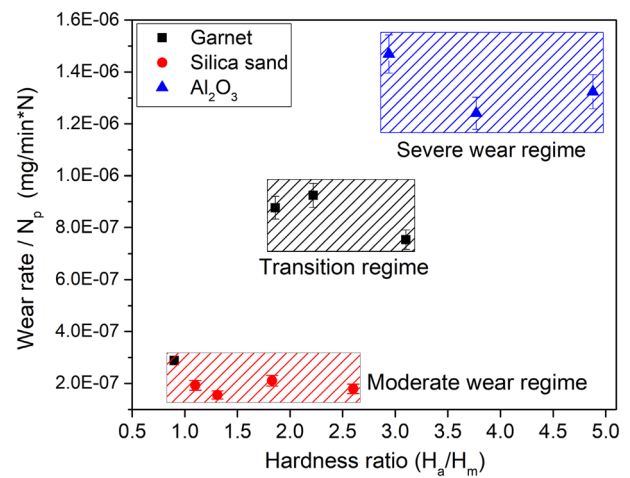 1.6E-06
1.4E-06
1.2E-06
1.0E-06
8.0E-07
6.0E-07
4.0E-07
2.0E-07
Wear rate / Nₚ (mg/min*N)
Garnet
Silica sand
Al₂O₃
Severe wear regime
Transition regime
Moderate wear regime
0.5 1.0 1.5 2.0 2.5 3.0 3.5 4.0 4.5 5.0
Hardness ratio (Hₐ/Hₘ)